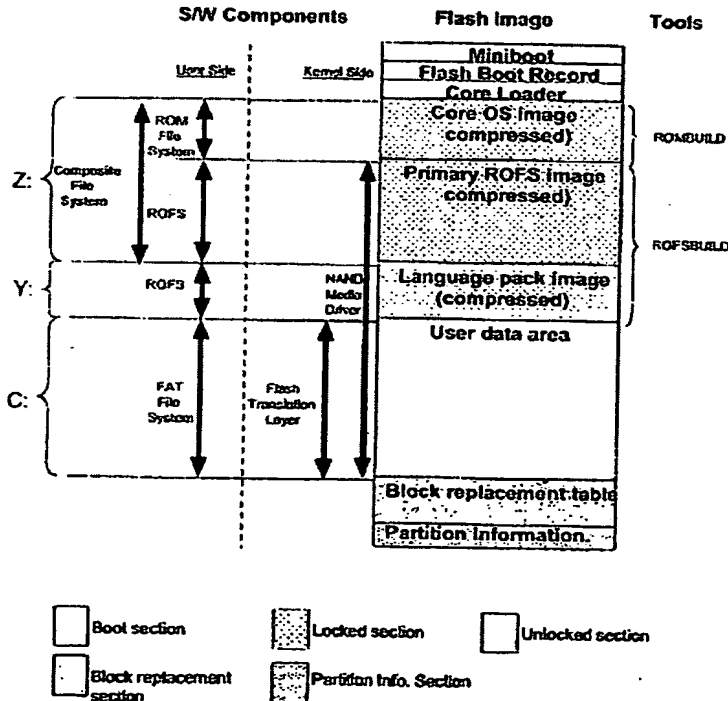 S/W Components
Flash Image
Tools
User Side
Kernel Side
Miniboot
Flash Boot Record
Core Loader
Core OS Image
compressed)
ROM
File
System
ROMBUILD
Z:
Composite
File
System
Primary ROFS Image
compressed)
ROFS
ROFSBUILD
Y:
ROFS
NAND
Media
Driver
Language pack image
(compressed)
User data area
C:
FAT
File
System
Flash
Translation
Layer
Block replacement table
Partition Information.
Boot section
Locked section
Unlocked section
Block replacement
section
Partition Info. Section